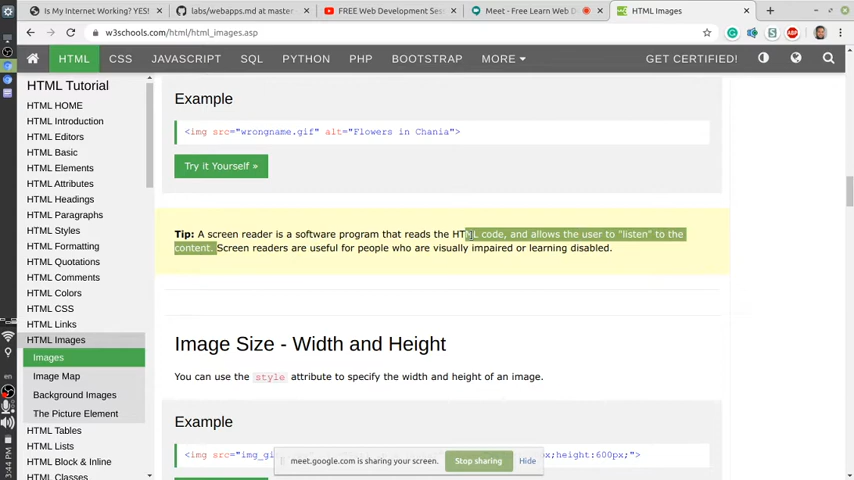 Is My Internet Working? YES!
labs/webapps.md at master
FREE Web Development Ses
Meet - Free Learn Web D
HTML Images
w3schools.com/html/html_images.asp
HTML CSS JAVASCRIPT SQL PYTHON PHP BOOTSTRAP MORE GET CERTIFIED!
HTML Tutorial
HTML HOME
HTML Introduction
HTML Editors
HTML Basic
HTML Elements
HTML Attributes
HTML Headings
HTML Paragraphs
HTML Styles
HTML Formatting
HTML Quotations
HTML Comments
HTML Colors
HTML CSS
HTML Links
HTML Images
Images
Image Map
Background Images
The Picture Element
HTML Tables
HTML Lists
HTML Block & Inline
HTML Classes
Example
<img src="wrongname.gif" alt="Flowers in Chania">
Try it Yourself »
Tip: A screen reader is a software program that reads the HTML code, and allows the user to "listen" to the
content. Screen readers are useful for people who are visually impaired or learning disabled.
Image Size - Width and Height
You can use the style attribute to specify the width and height of an image.
Example
<img src="img_gi px;height:600px;">
meet.google.com is sharing your screen. Stop sharing Hide
en
3:44 PM